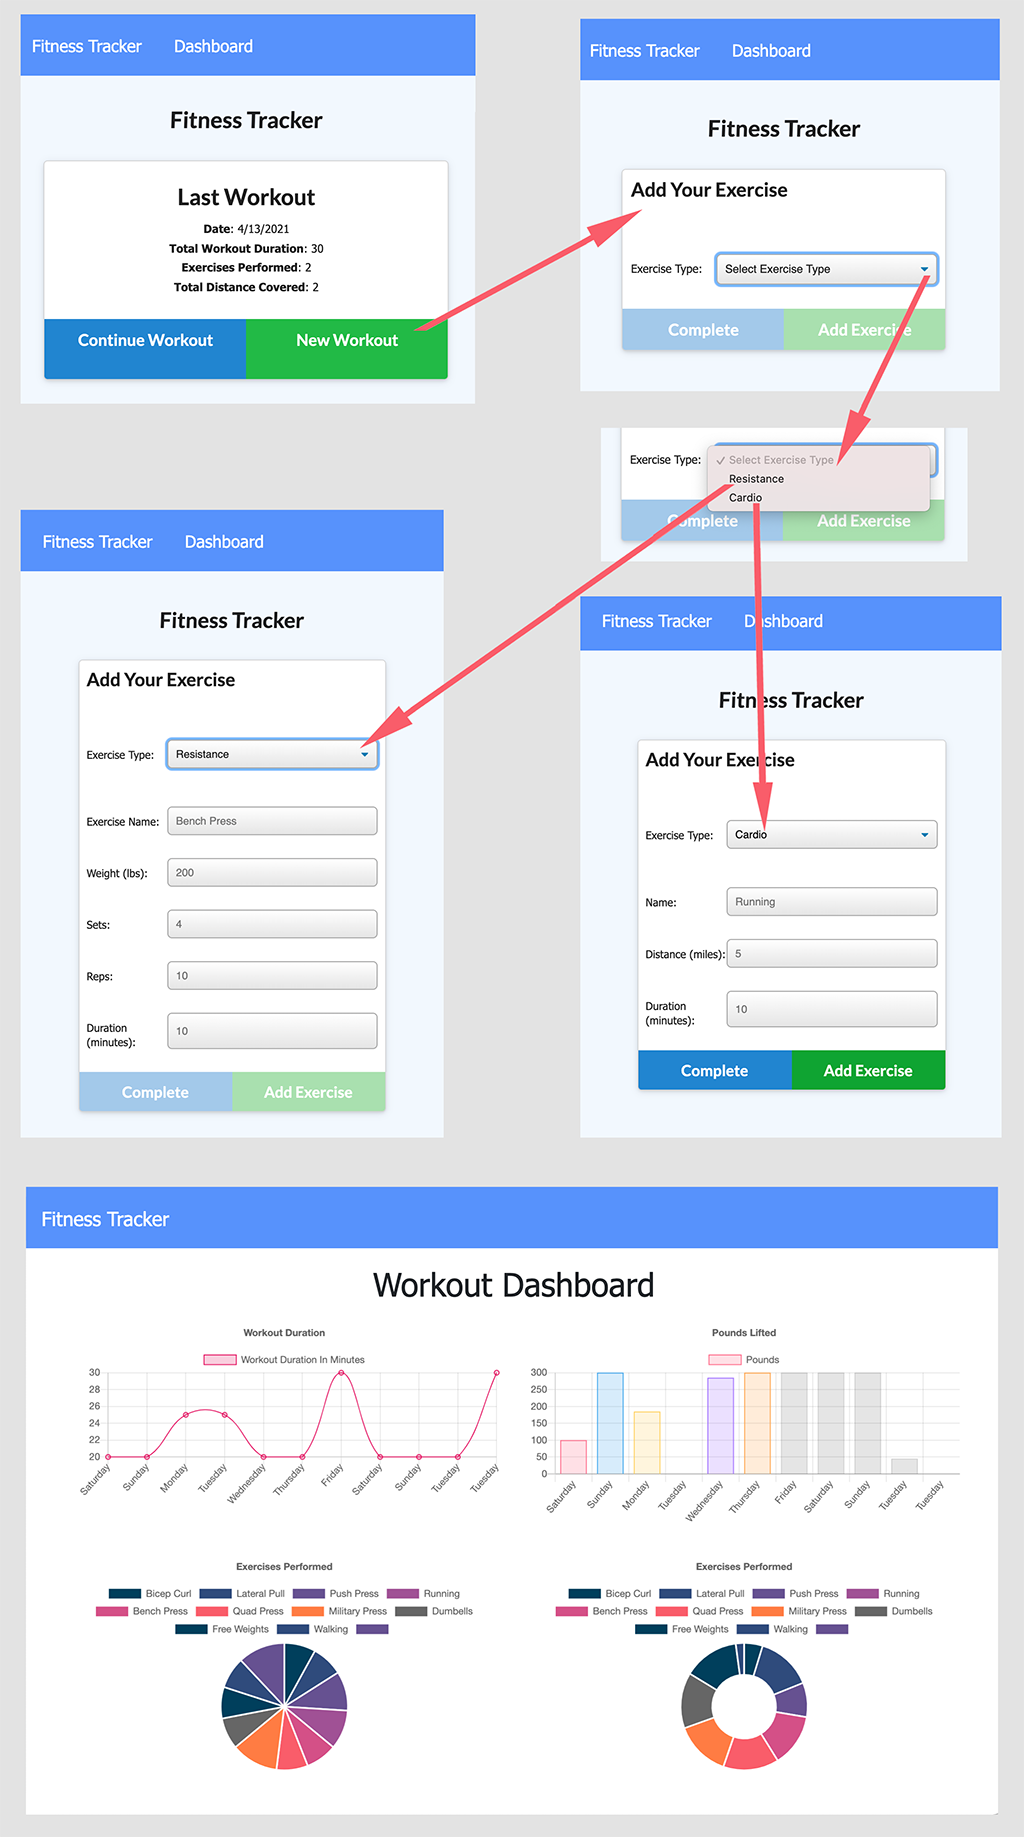 Fitness Tracker Dashboard
Fitness Tracker
Last Workout
Date: 4/13/2021
Total Workout Duration: 30
Exercises Performed: 2
Total Distance Covered: 2
Continue Workout New Workout
Fitness Tracker Dashboard
Fitness Tracker
Add Your Exercise
Exercise Type: Select Exercise Type
Complete Add Exercise
Exercise Type: ✓ Select Exercise Type
Resistance
Cardio
Complete Add Exercise
Fitness Tracker Dashboard
Fitness Tracker
Add Your Exercise
Exercise Type: Resistance
Exercise Name: Bench Press
Weight (lbs): 200
Sets: 4
Reps: 10
Duration
(minutes): 10
Complete Add Exercise
Fitness Tracker Dashboard
Fitness Tracker
Add Your Exercise
Exercise Type: Cardio
Name: Running
Distance (miles): 5
Duration
(minutes): 10
Complete Add Exercise
Fitness Tracker
Workout Dashboard
Workout Duration
Workout Duration In Minutes
30
28
26
24
22
20
Saturday Sunday Monday Tuesday Wednesday Thursday Friday Saturday Sunday Tuesday Tuesday
Pounds Lifted
Pounds
300
250
200
150
100
50
0
Saturday Sunday Monday Tuesday Wednesday Thursday Friday Saturday Sunday Tuesday Tuesday
Exercises Performed
Bicep Curl Lateral Pull Push Press Running
Bench Press Quad Press Military Press Dumbells
Free Weights Walking
Exercises Performed
Bicep Curl Lateral Pull Push Press Running
Bench Press Quad Press Military Press Dumbells
Free Weights Walking